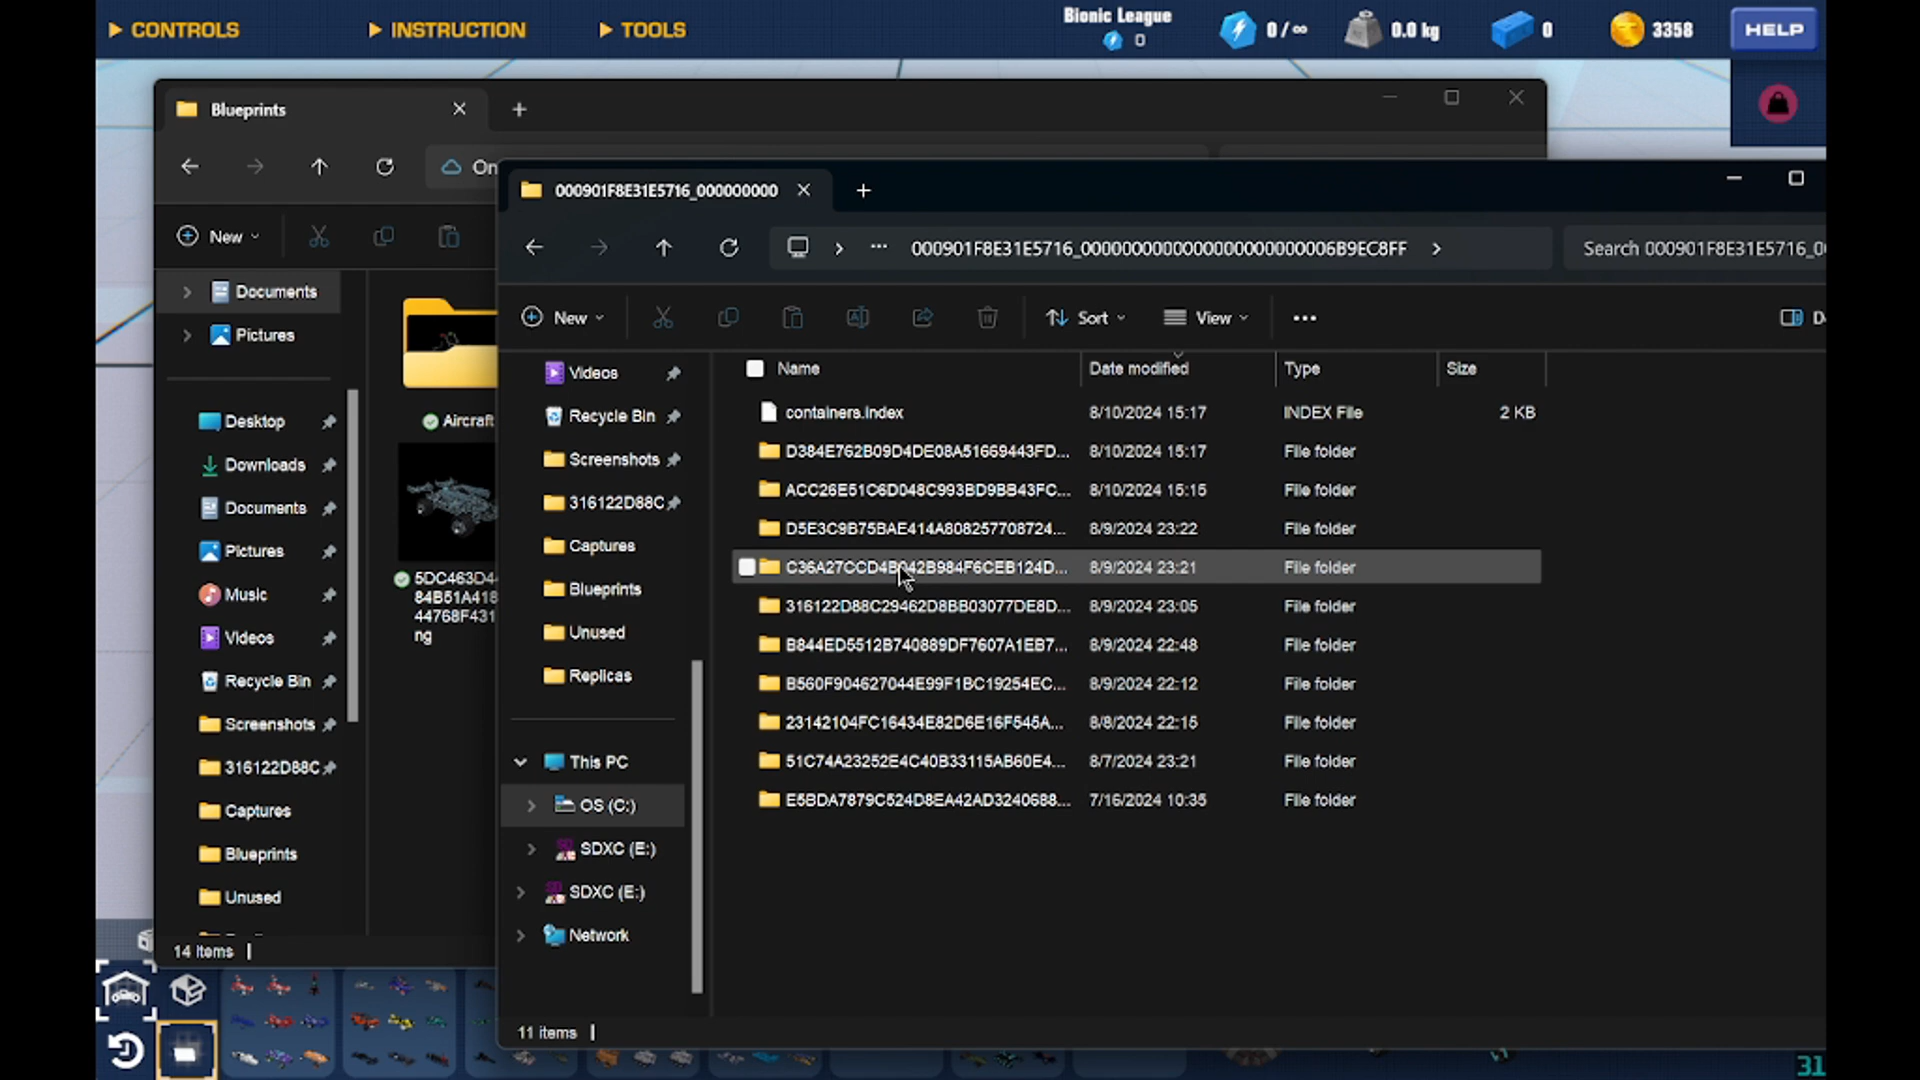 CONTROLS
INSTRUCTION
TOOLS
Bionic League
0
0 / ∞
0.0 kg
0
3358
HELP
Blueprints
On
New
Documents
Pictures
Desktop
Downloads
Documents
Pictures
Music
Videos
Recycle Bin
Screenshots
316122D88C
Captures
Blueprints
Unused
14 items
Aircraft
5DC463D4
84B51A418
44768F431
ng
000901F8E31E5716_000000000
000901F8E31E5716_0000000000000000000000006B9EC8FF
Search 000901F8E31E5716_0
New
Sort
View
D
Videos
Recycle Bin
Screenshots
316122D88C
Captures
Blueprints
Unused
Replicas
This PC
OS (C:)
SDXC (E:)
SDXC (E:)
Network
Name Date modified Type Size
containers.index 8/10/2024 15:17 INDEX File 2 KB
D384E762B09D4DE08A51669443FD... 8/10/2024 15:17 File folder
ACC26E51C6D048C993BD9BB43FC... 8/10/2024 15:15 File folder
D5E3C9B75BAE414A808257708724... 8/9/2024 23:22 File folder
C36A27CCD4B042B984F6CEB124D... 8/9/2024 23:21 File folder
316122D88C29462D8BB03077DE8D... 8/9/2024 23:05 File folder
B844ED5512B740889DF7607A1EB7... 8/9/2024 22:48 File folder
B560F904627044E99F1BC19254EC... 8/9/2024 22:12 File folder
23142104FC16434E82D6E16F545A... 8/8/2024 22:15 File folder
51C74A23252E4C40B33115AB60E4... 8/7/2024 23:21 File folder
E5BDA7879C524D8EA42AD3240688... 7/16/2024 10:35 File folder
11 items
31